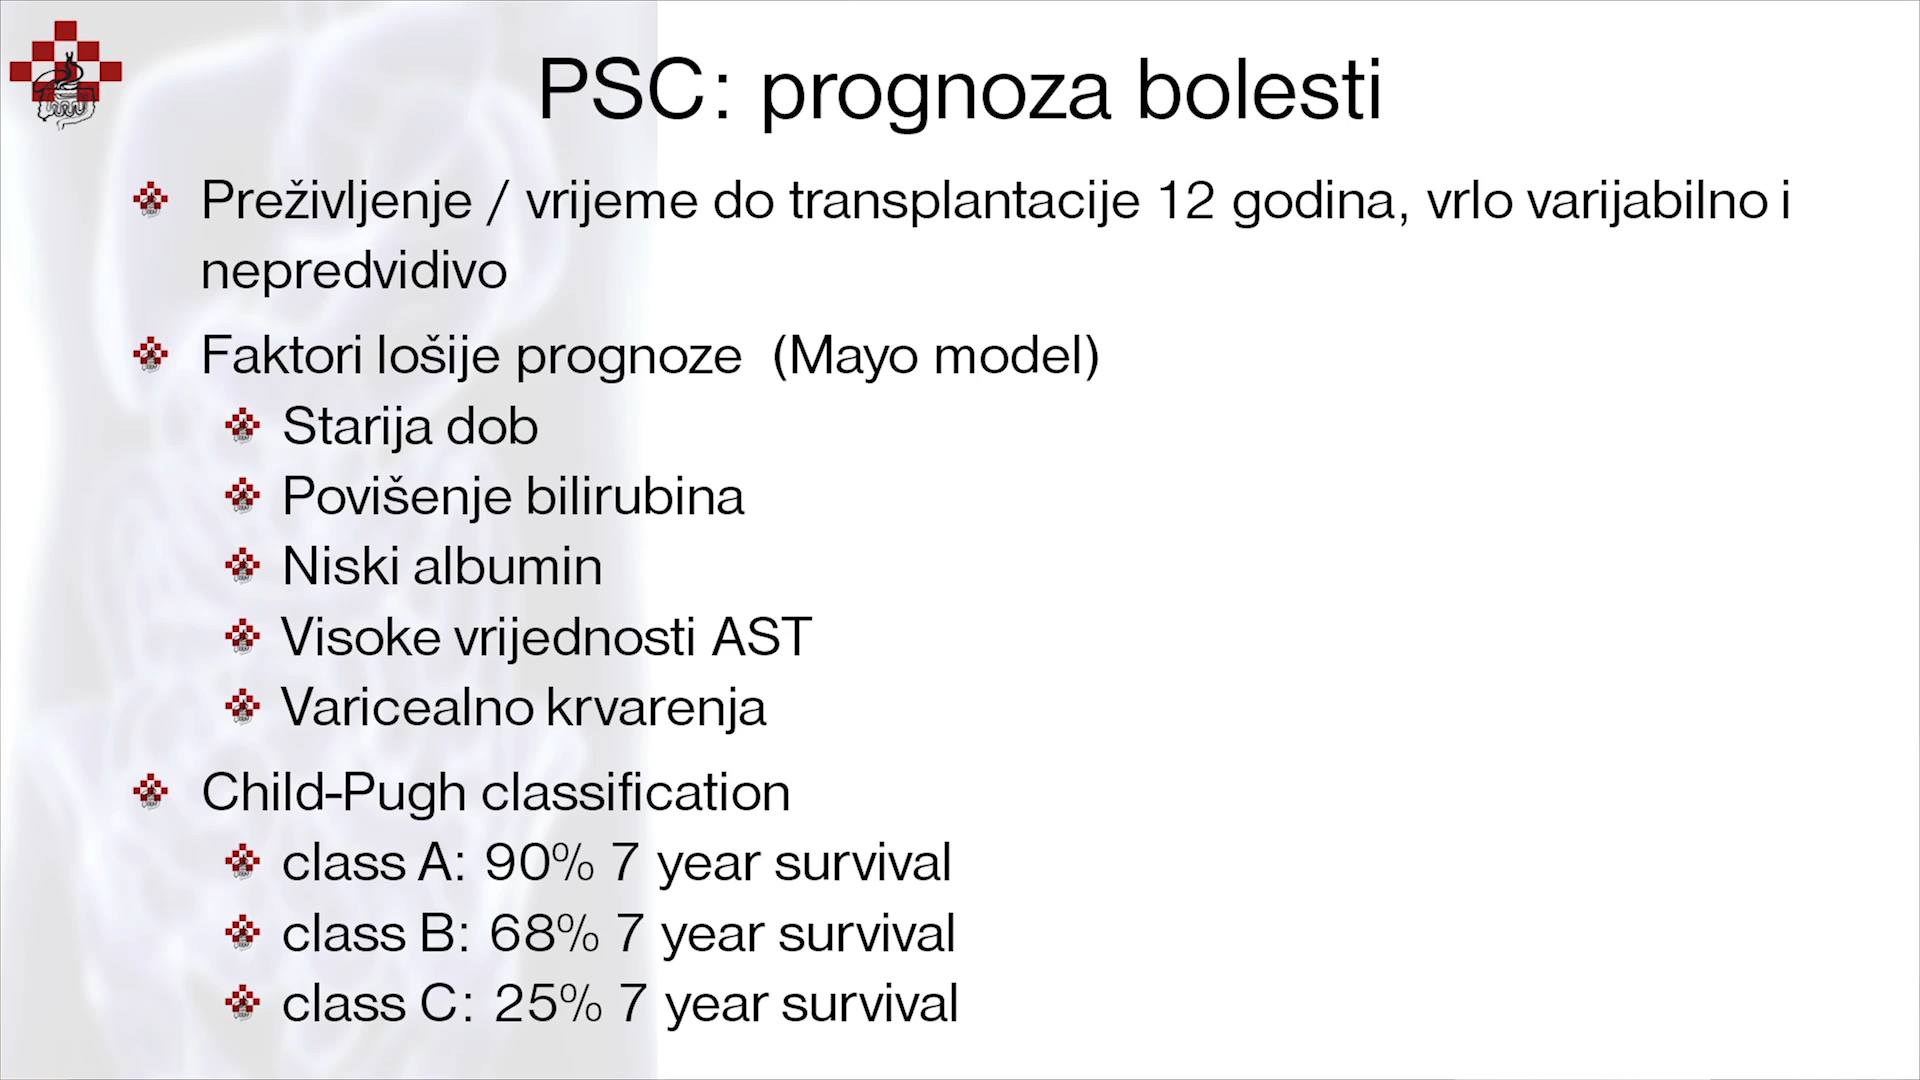 PSC: prognoza bolesti
Preživljenje / vrijeme do transplantacije 12 godina, vrlo varijabilno i
nepredvidivo
Faktori lošije prognoze (Mayo model)
Starija dob
Povišenje bilirubina
Niski albumin
Visoke vrijednosti AST
Varicealno krvarenja
Child-Pugh classification
class A: 90% 7 year survival
class B: 68% 7 year survival
class C: 25% 7 year survival